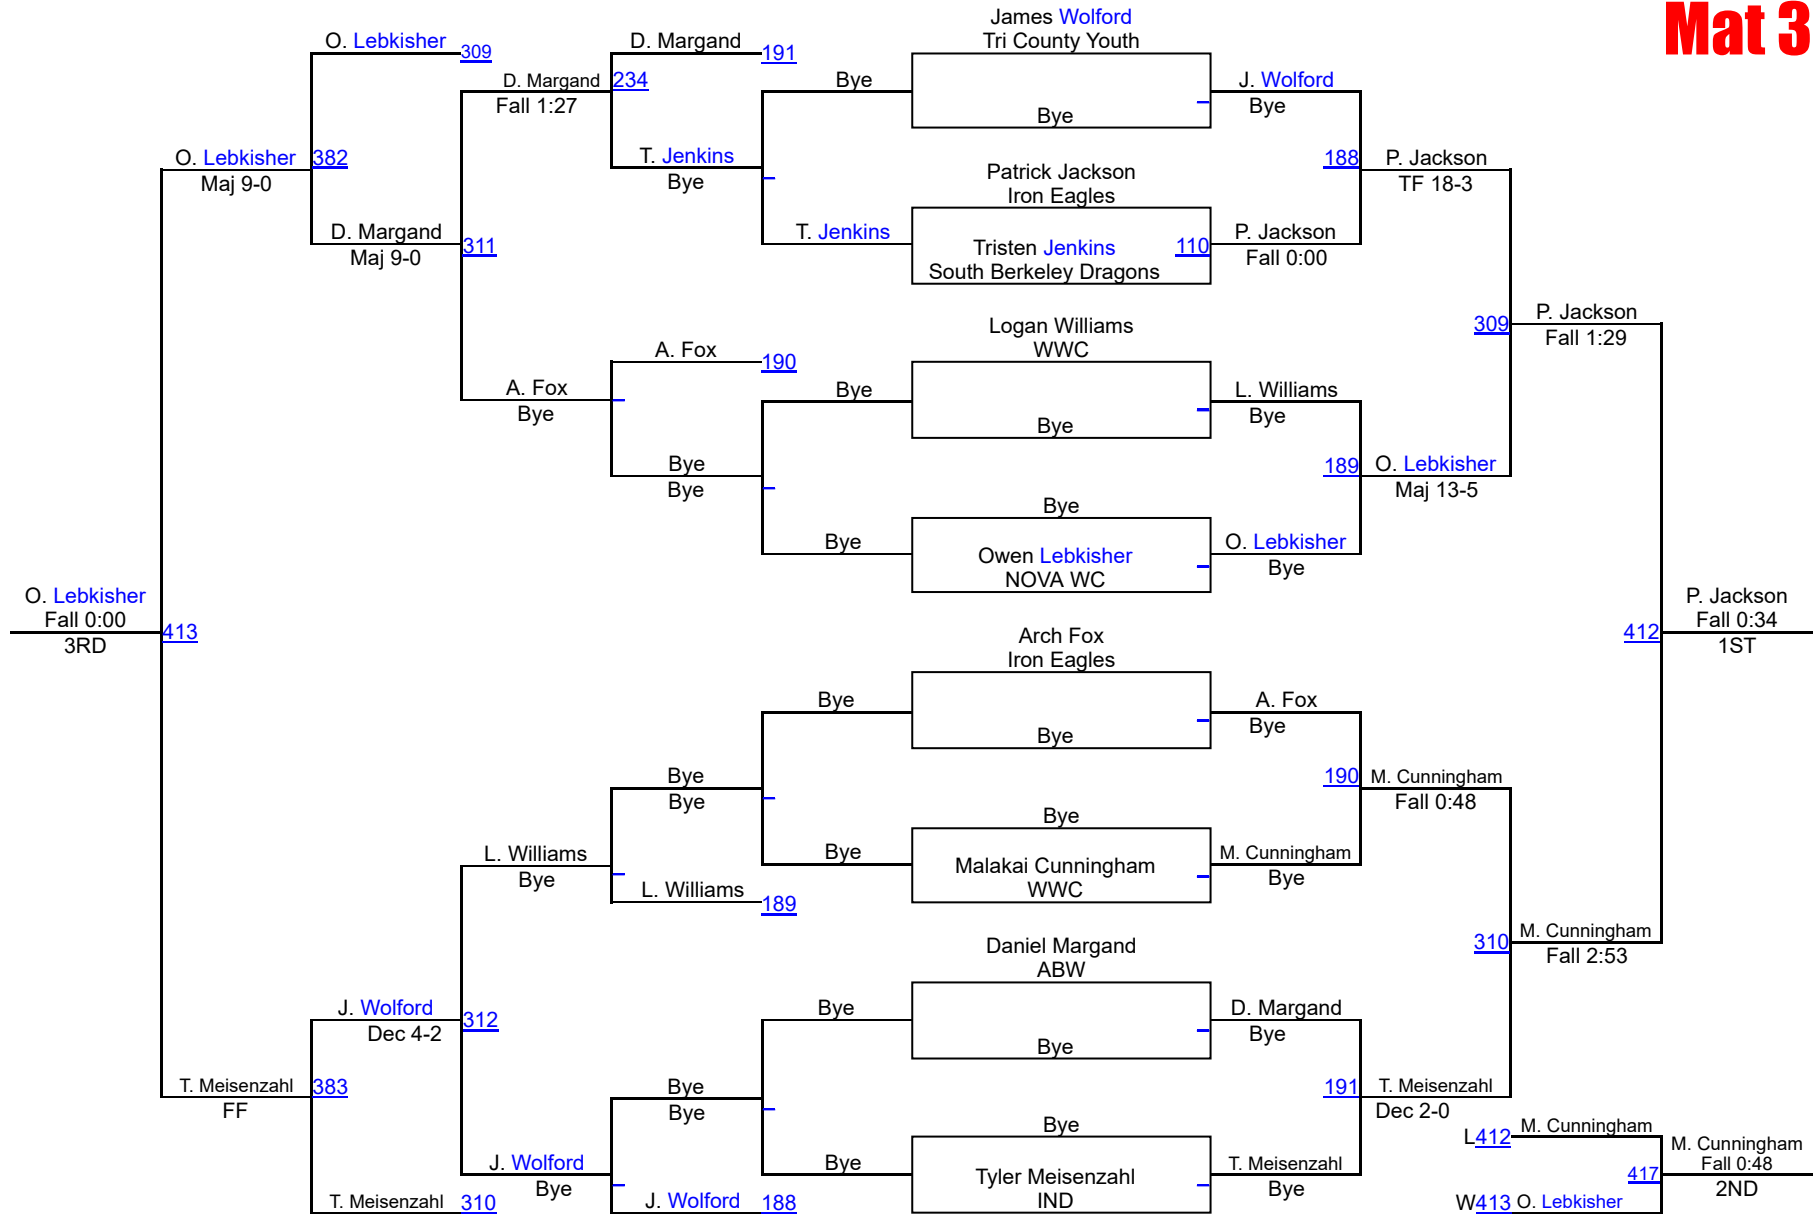 Mat 3
James Wolford
Tri County Youth
O. Lebkisher
309
D. Margand
191
D. Margand
234
Fall 1:27
Bye
Bye
J. Wolford
Bye
O. Lebkisher
382
Maj 9-0
T. Jenkins
Bye
Patrick Jackson
Iron Eagles
188
P. Jackson
TF 18-3
D. Margand
311
Maj 9-0
T. Jenkins
Tristen Jenkins
110
South Berkeley Dragons
P. Jackson
Fall 0:00
Logan Williams
WWC
309
P. Jackson
Fall 1:29
A. Fox
190
A. Fox
Bye
Bye
Bye
L. Williams
Bye
Bye
Bye
189
O. Lebkisher
Maj 13-5
Bye
Bye
Owen Lebkisher
NOVA WC
O. Lebkisher
Bye
O. Lebkisher
Fall 0:00
413
3RD
Arch Fox
Iron Eagles
412
P. Jackson
Fall 0:34
1ST
Bye
Bye
A. Fox
Bye
Bye
Bye
190
M. Cunningham
Fall 0:48
Bye
L. Williams
Bye
Bye
Malakai Cunningham
WWC
M. Cunningham
Bye
L. Williams
189
Daniel Margand
ABW
310
M. Cunningham
Fall 2:53
J. Wolford
312
Dec 4-2
Bye
Bye
D. Margand
Bye
T. Meisenzahl
383
FF
Bye
Bye
191
T. Meisenzahl
Dec 2-0
Bye
L412
M. Cunningham
J. Wolford
Bye
Bye
Tyler Meisenzahl
IND
T. Meisenzahl
Bye
M. Cunningham
Fall 0:48
417
2ND
T. Meisenzahl
310
J. Wolford
188
W413
O. Lebkisher